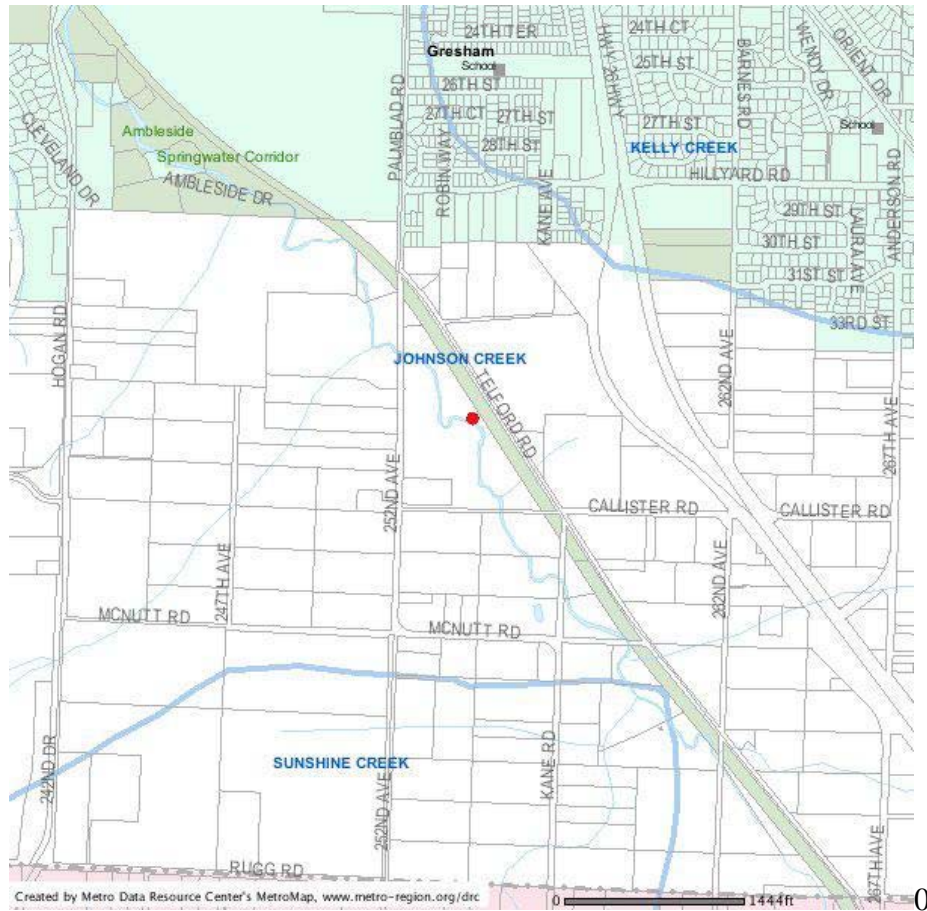 24TH TER
24TH CT
Gresham
School
HWY 26HWY
BARNES RD
WENDY DR
ORIENT DR
25TH ST
26TH ST
PALMBLAD RD
27TH CT
27TH ST
27TH ST
School
CLEVELAND DR
Ambleside
ROBIN WAY
28TH ST
KELLY CREEK
Springwater Corridor
HILLYARD RD
AMBLESIDE DR
KANE AVE
29TH ST
LAURA AVE
ANDERSON RD
30TH ST
31ST ST
33RD ST
HOGAN RD
JOHNSON CREEK
262ND AVE
TELFORD RD
267TH AVE
252ND AVE
CALLISTER RD
CALLISTER RD
247TH AVE
262ND AVE
MCNUTT RD
MCNUTT RD
242ND DR
SUNSHINE CREEK
252ND AVE
KANE RD
RUGG RD
267TH AVE
Created by Metro Data Resource Center's MetroMap, www.metro-region.org/drc
0
1444ft
0